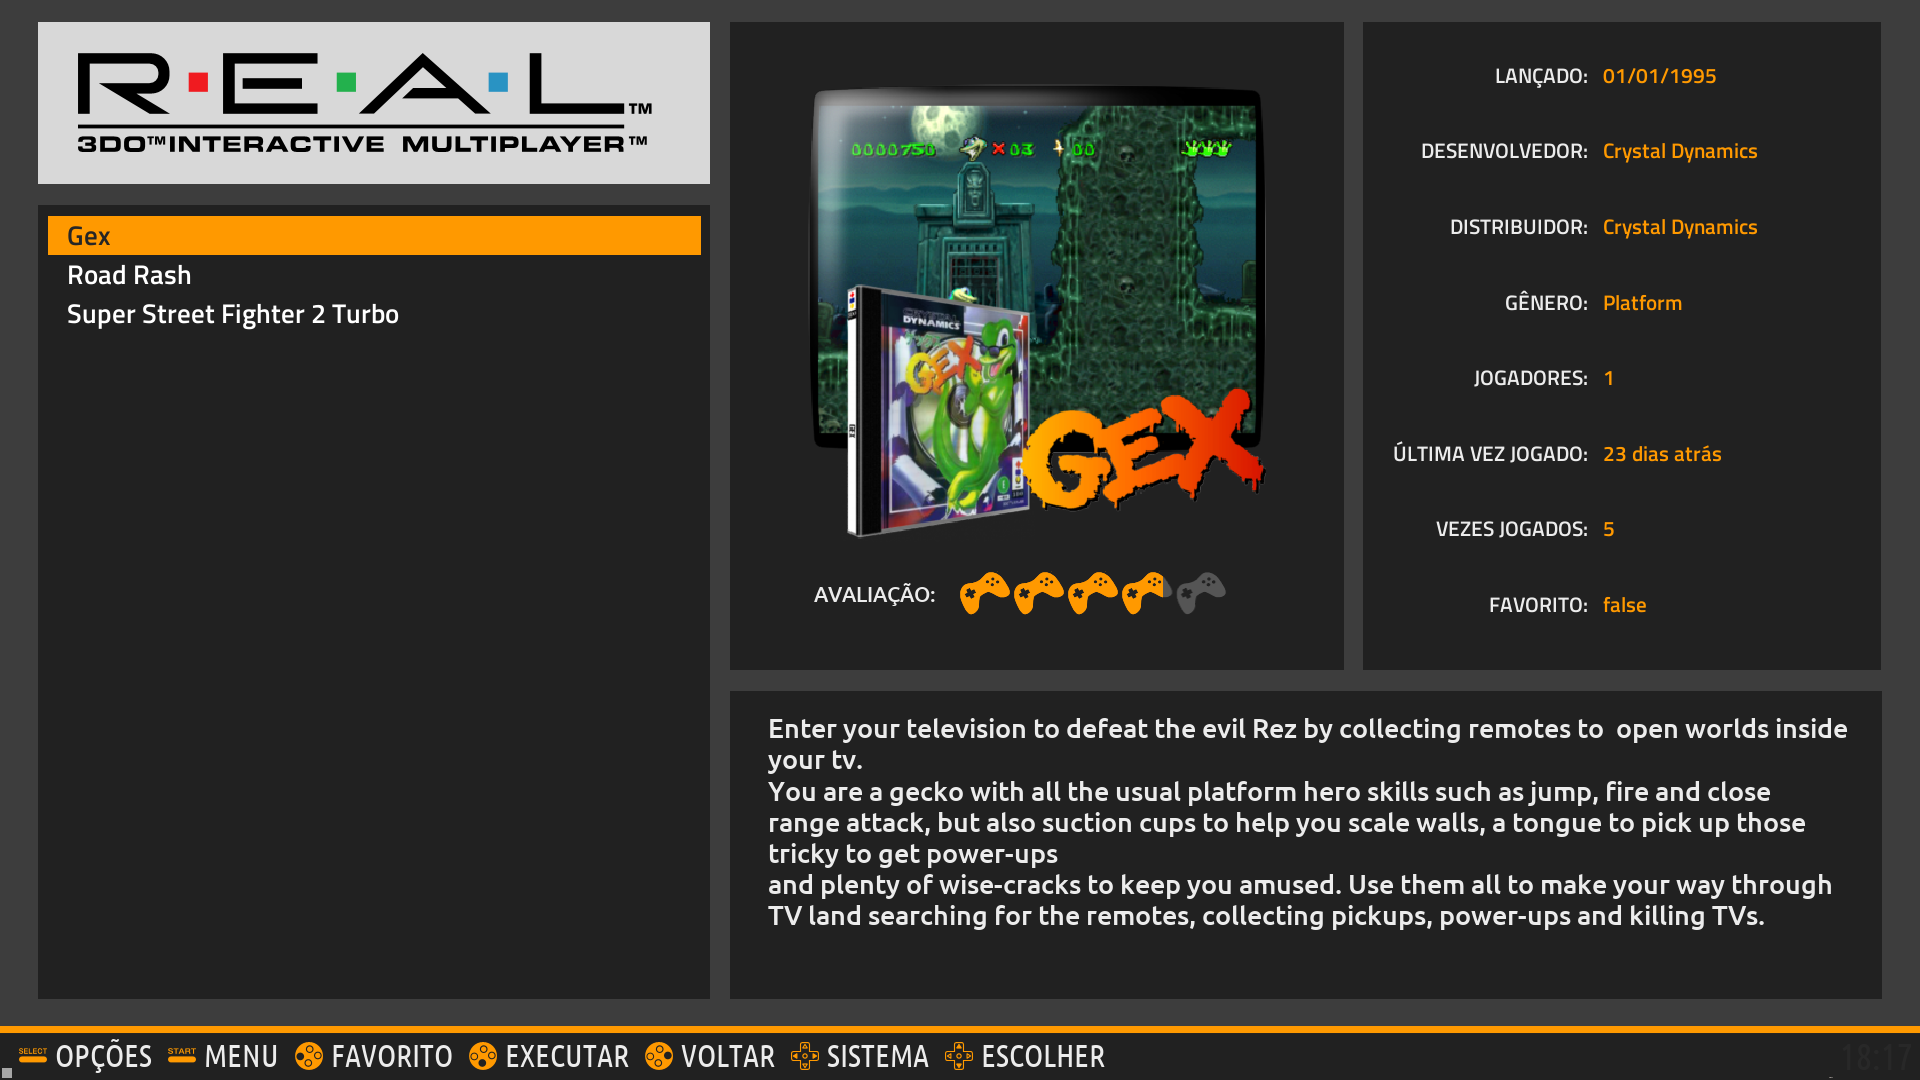 R·E·A·L™
3DO™INTERACTIVE MULTIPLAYER™
Gex
Road Rash
Super Street Fighter 2 Turbo
0000750 × 03 :00
CRYSTAL
DYNAMICS
GEX
GEX
AVALIAÇÃO:
LANÇADO: 01/01/1995
DESENVOLVEDOR: Crystal Dynamics
DISTRIBUIDOR: Crystal Dynamics
GÊNERO: Platform
JOGADORES: 1
ÚLTIMA VEZ JOGADO: 23 dias atrás
VEZES JOGADOS: 5
FAVORITO: false
Enter your television to defeat the evil Rez by collecting remotes to  open worlds inside
your tv.
You are a gecko with all the usual platform hero skills such as jump, fire and close
range attack, but also suction cups to help you scale walls, a tongue to pick up those
tricky to get power-ups
and plenty of wise-cracks to keep you amused. Use them all to make your way through
TV land searching for the remotes, collecting pickups, power-ups and killing TVs.
SELECT OPÇÕES START MENU FAVORITO EXECUTAR VOLTAR SISTEMA ESCOLHER 18:17